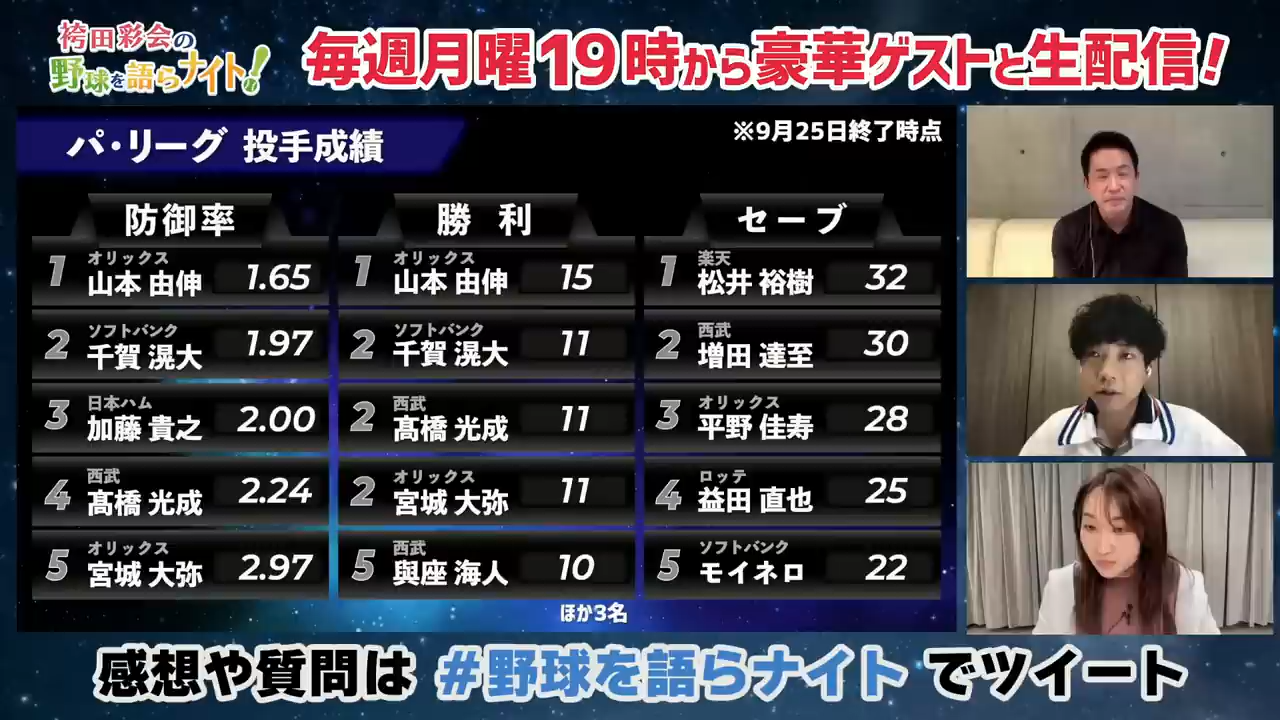 袴田彩会の
野球を語らナイト!
毎週月曜19時から豪華ゲストと生配信!
パ・リーグ 投手成績
※9月25日終了時点
防御率
1 オリックス
山本 由伸 1.65
2 ソフトバンク
千賀 滉大 1.97
3 日本ハム
加藤 貴之 2.00
4 西武
髙橋 光成 2.24
5 オリックス
宮城 大弥 2.97
勝 利
1 オリックス
山本 由伸 15
2 ソフトバンク
千賀 滉大 11
2 西武
髙橋 光成 11
2 オリックス
宮城 大弥 11
5 西武
與座 海人 10
ほか3名
セーブ
1 楽天
松井 裕樹 32
2 西武
増田 達至 30
3 オリックス
平野 佳寿 28
4 ロッテ
益田 直也 25
5 ソフトバンク
モイネロ 22
感想や質問は #野球を語らナイト でツイート